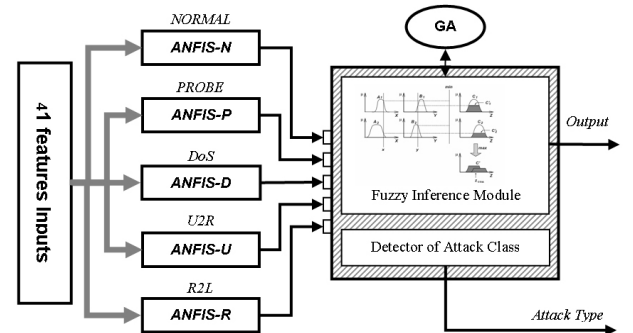 41 features Inputs
NORMAL
ANFIS-N
PROBE
ANFIS-P
DoS
ANFIS-D
U2R
ANFIS-U
R2L
ANFIS-R
GA
Fuzzy Inference Module
Detector of Attack Class
Output
Attack Type